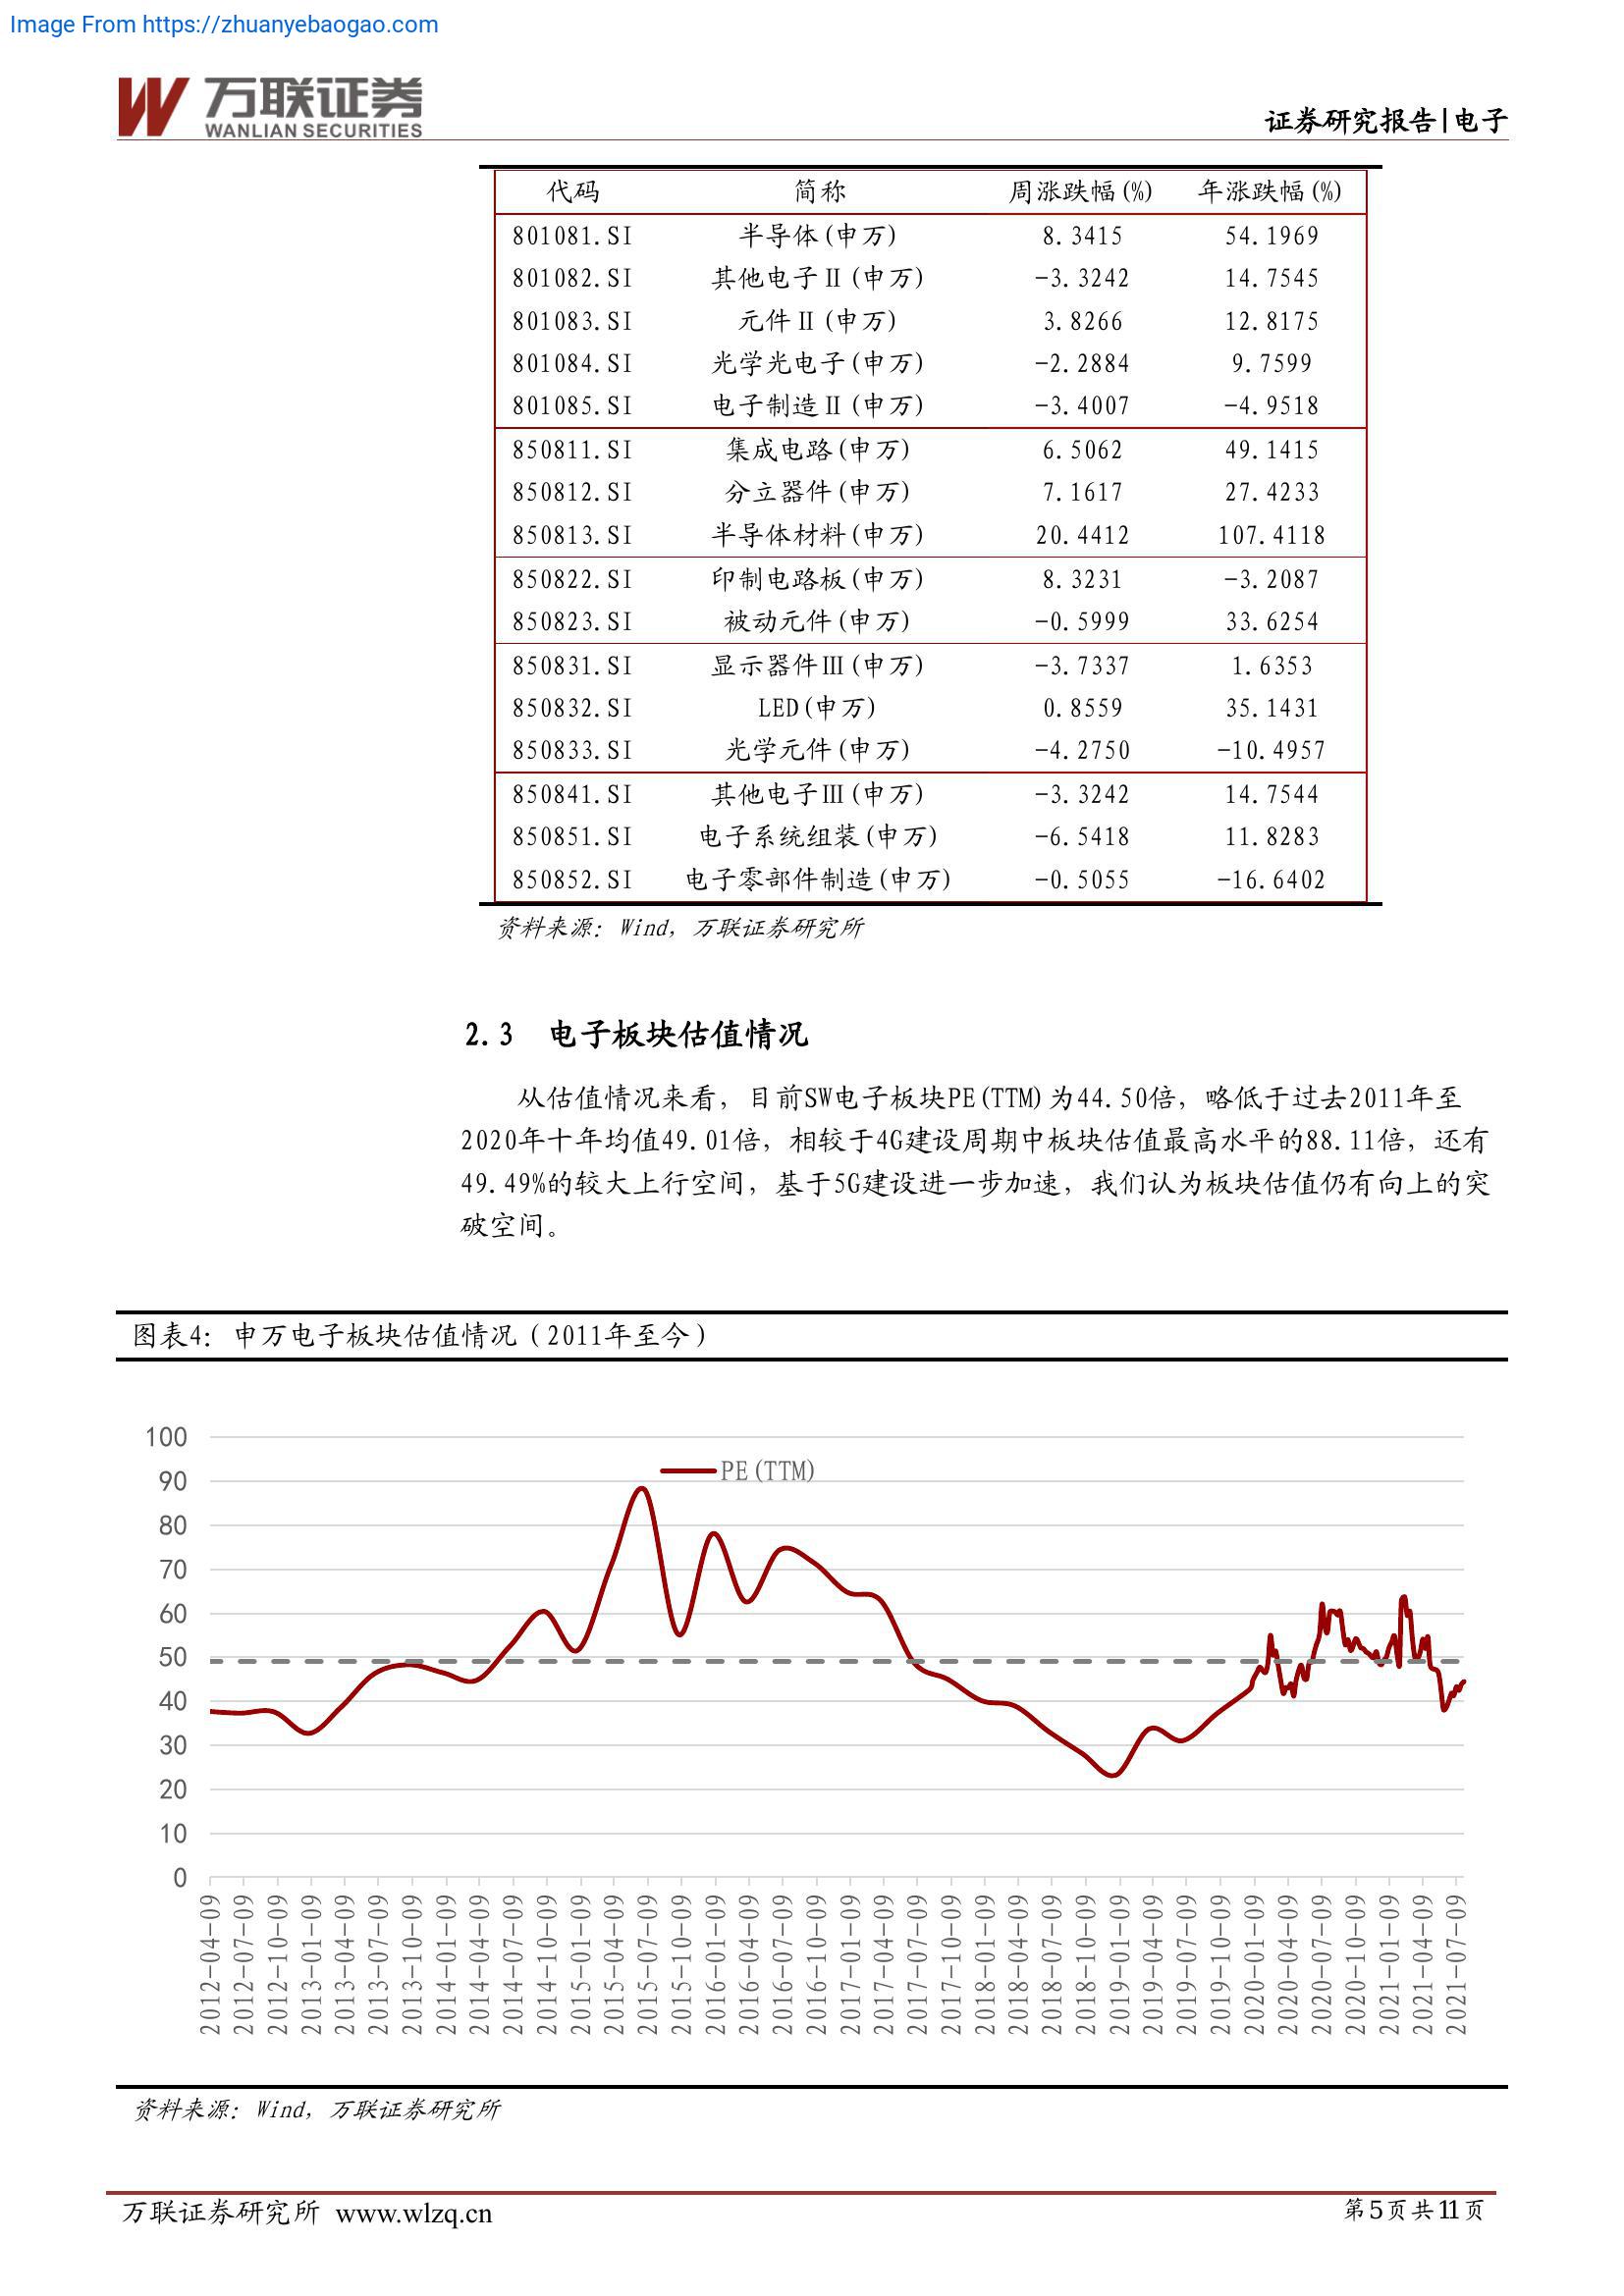 Image From https://zhuanyebaogao.com
万联证券
WANLIAN SECURITIES
证券研究报告|电子
代码 简称 周涨跌幅(%) 年涨跌幅(%)
801081.SI 半导体(申万) 8.3415 54.1969
801082.SI 其他电子Ⅱ(申万) -3.3242 14.7545
801083.SI 元件Ⅱ(申万) 3.8266 12.8175
801084.SI 光学光电子(申万) -2.2884 9.7599
801085.SI 电子制造Ⅱ(申万) -3.4007 -4.9518
850811.SI 集成电路(申万) 6.5062 49.1415
850812.SI 分立器件(申万) 7.1617 27.4233
850813.SI 半导体材料(申万) 20.4412 107.4118
850822.SI 印制电路板(申万) 8.3231 -3.2087
850823.SI 被动元件(申万) -0.5999 33.6254
850831.SI 显示器件Ⅲ(申万) -3.7337 1.6353
850832.SI LED(申万) 0.8559 35.1431
850833.SI 光学元件(申万) -4.2750 -10.4957
850841.SI 其他电子Ⅲ(申万) -3.3242 14.7544
850851.SI 电子系统组装(申万) -6.5418 11.8283
850852.SI 电子零部件制造(申万) -0.5055 -16.6402
资料来源：Wind，万联证券研究所
2.3 电子板块估值情况
从估值情况来看，目前SW电子板块PE(TTM)为44.50倍，略低于过去2011年至
2020年十年均值49.01倍，相较于4G建设周期中板块估值最高水平的88.11倍，还有
49.49%的较大上行空间，基于5G建设进一步加速，我们认为板块估值仍有向上的突
破空间。
图表4：申万电子板块估值情况（2011年至今）
100
90
80
70
60
50
40
30
20
10
0
PE(TTM)
2012-04-09
2012-07-09
2012-10-09
2013-01-09
2013-04-09
2013-07-09
2013-10-09
2014-01-09
2014-04-09
2014-07-09
2014-10-09
2015-01-09
2015-04-09
2015-07-09
2015-10-09
2016-01-09
2016-04-09
2016-07-09
2016-10-09
2017-01-09
2017-04-09
2017-07-09
2017-10-09
2018-01-09
2018-04-09
2018-07-09
2018-10-09
2019-01-09
2019-04-09
2019-07-09
2019-10-09
2020-01-09
2020-04-09
2020-07-09
2020-10-09
2021-01-09
2021-04-09
2021-07-09
资料来源：Wind，万联证券研究所
万联证券研究所 www.wlzq.cn
第5页共11页